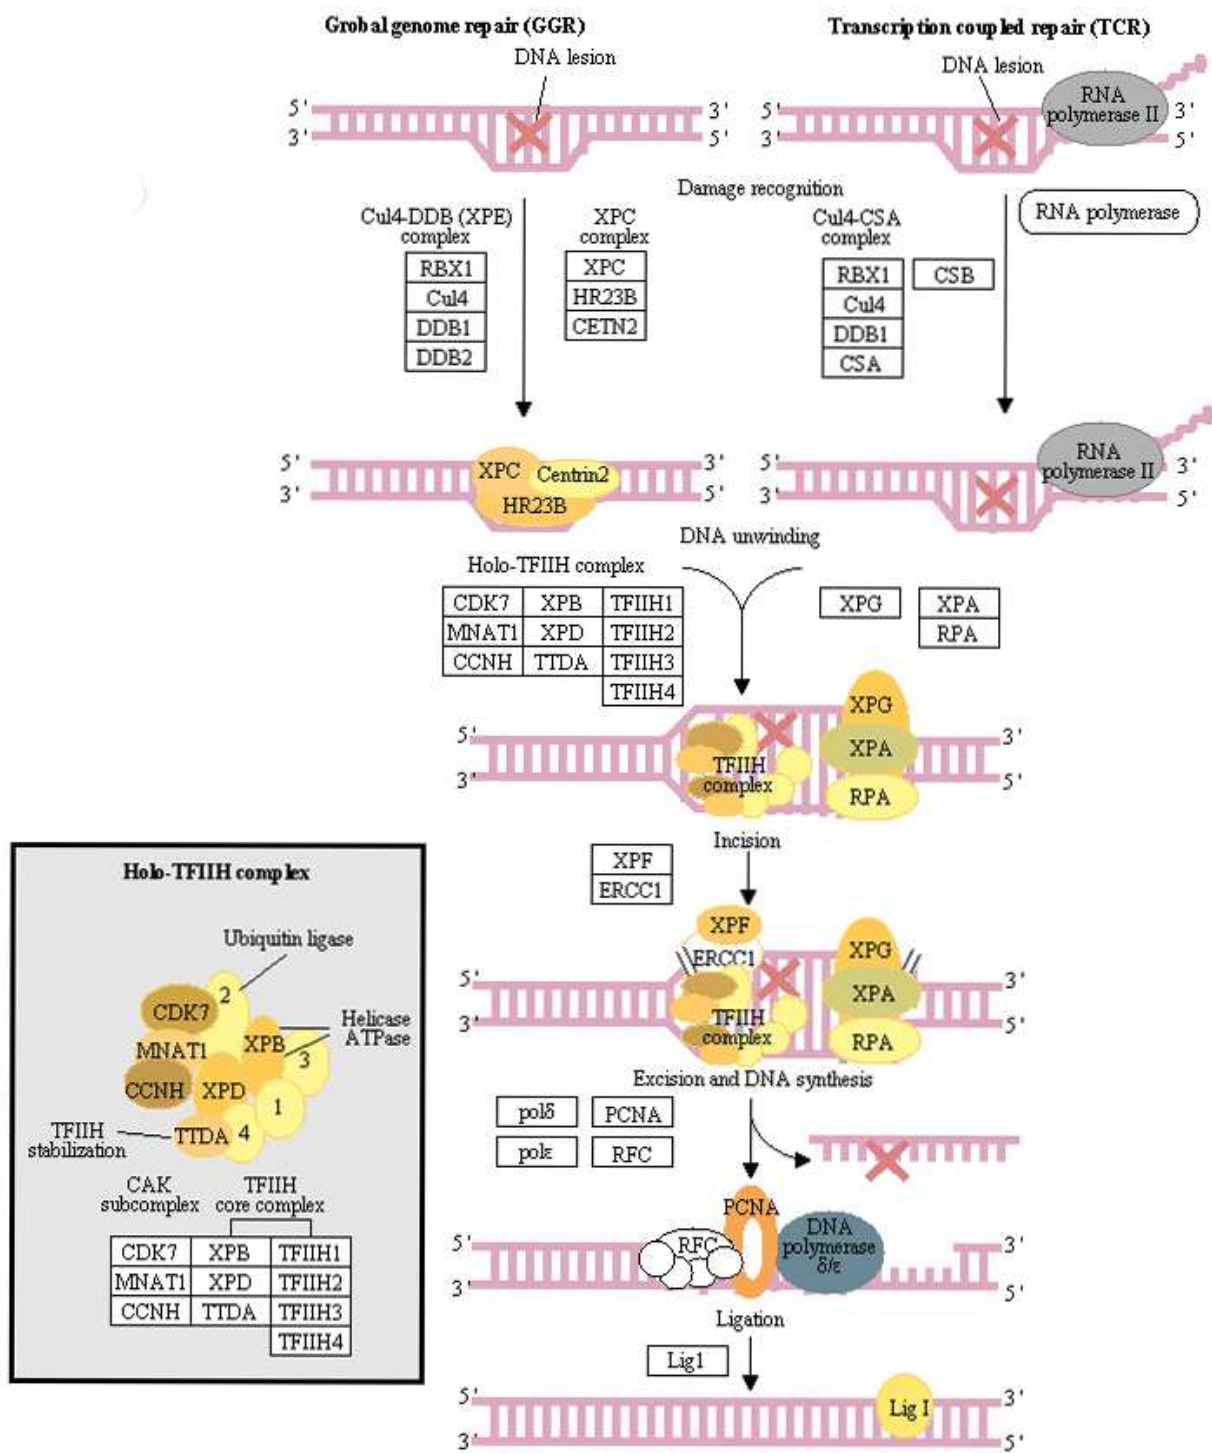 Grobal genome repair (GGR)
Transcription coupled repair (TCR)
DNA lesion
DNA lesion
RNA
polymerase II
5'
3'
5'
3'
3'
5'
3'
5'
Damage recognition
Cul4-DDB (XPE)
complex
XPC
complex
Cul4-CSA
complex
RNA polymerase
RBX1
Cul4
DDB1
DDB2
XPC
HR23B
CETN2
RBX1
Cul4
DDB1
CSA
CSB
5'
3'
5'
3'
3'
5'
3'
5'
XPC
Centrin2
HR23B
RNA
polymerase II
DNA unwinding
Holo-TFIIH complex
CDK7 XPB TFIIH1
MNAT1 XPD TFIIH2
CCNH TTDA TFIIH3
TFIIH4
XPG
XPA
RPA
5'
3'
3'
5'
TFIIH
complex
XPG
XPA
RPA
Incision
XPF
ERCC1
XPF
ERCC1
5'
3'
3'
5'
TFIIH
complex
XPG
XPA
RPA
Excision and DNA synthesis
polδ
PCNA
polε
RFC
5'
3'
3'
5'
RFC
PCNA
DNA
polymerase
δ/ε
Ligation
Lig1
5'
3'
3'
5'
Lig I
Holo-TFIIH complex
Ubiquitin ligase
CDK7
2
MNAT1
XPB
Helicase
ATPase
3
CCNH
XPD
1
TFIIH
stabilization
TTDA
4
CAK
subcomplex
TFIIH
core complex
CDK7 XPB TFIIH1
MNAT1 XPD TFIIH2
CCNH TTDA TFIIH3
TFIIH4